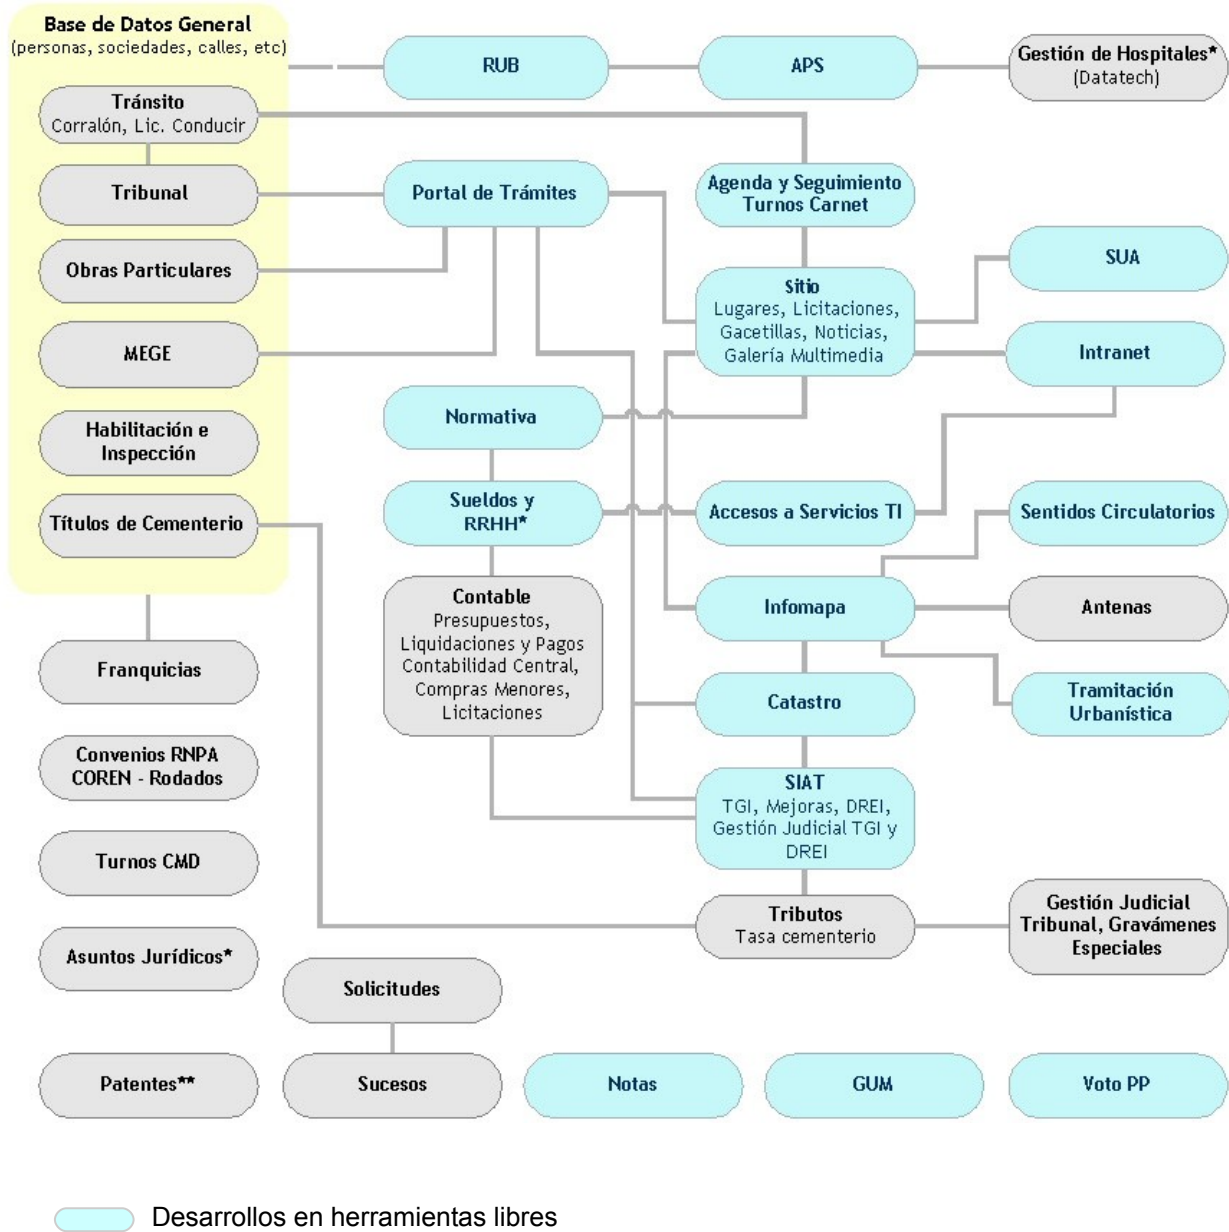 Base de Datos General
(personas, sociedades, calles, etc)
RUB
APS
Gestión de Hospitales*
(Datatech)
Tránsito
Corralón, Lic. Conducir
Tribunal
Portal de Trámites
Agenda y Seguimiento
Turnos Carnet
Obras Particulares
Sitio
Lugares, Licitaciones,
Gacetillas, Noticias,
Galería Multimedia
SUA
MEGE
Intranet
Habilitación e
Inspección
Normativa
Títulos de Cementerio
Sueldos y
RRHH*
Accesos a Servicios TI
Sentidos Circulatorios
Contable
Presupuestos,
Liquidaciones y Pagos
Contabilidad Central,
Compras Menores,
Licitaciones
Infomapa
Antenas
Franquicias
Catastro
Tramitación
Urbanística
Convenios RNPA
COREN - Rodados
SIAT
TGI, Mejoras, DREI,
Gestión Judicial TGI y
DREI
Turnos CMD
Tributos
Tasa cementerio
Gestión Judicial
Tribunal, Gravámenes
Especiales
Asuntos Jurídicos*
Solicitudes
Patentes**
Sucesos
Notas
GUM
Voto PP
Desarrollos en herramientas libres